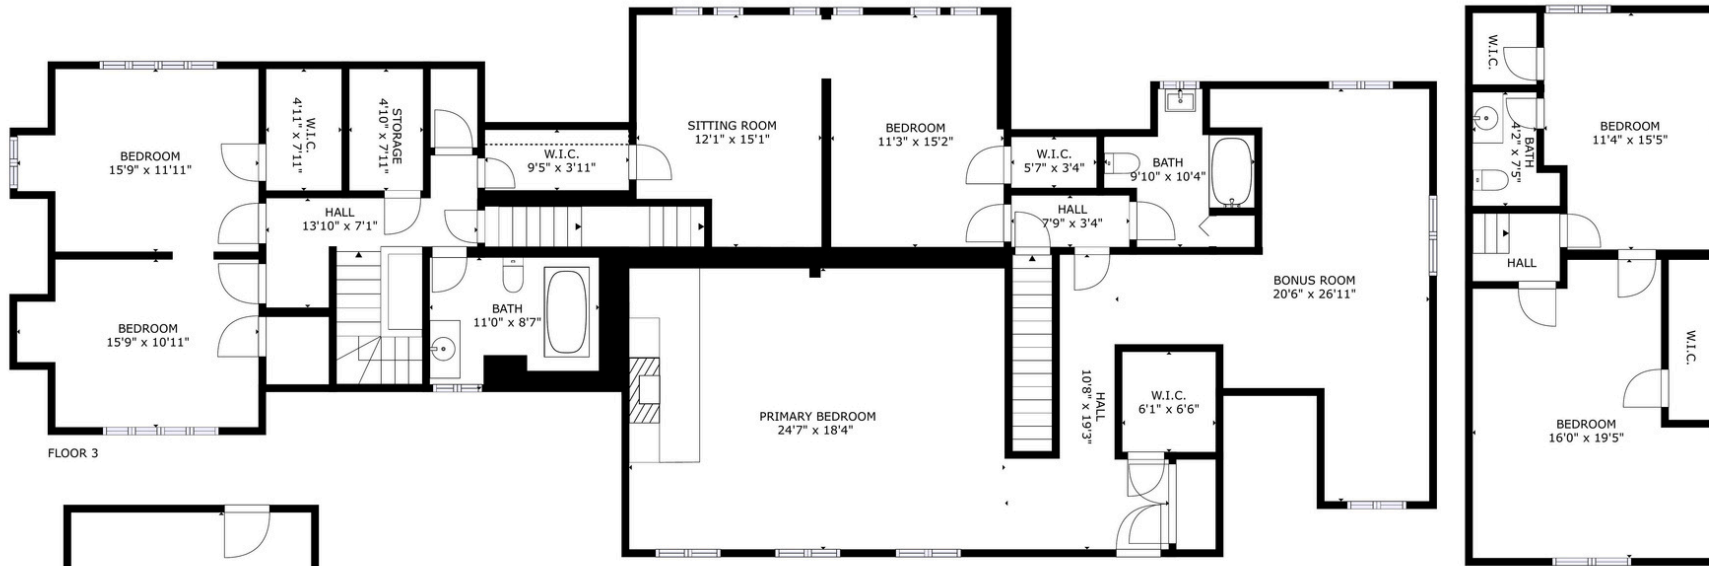 BEDROOM
15'9" x 11'11"
W.I.C.
4'11" x 7'11"
STORAGE
4'10" x 7'11"
HALL
13'10" x 7'1"
W.I.C.
9'5" x 3'11"
BEDROOM
15'9" x 10'11"
BATH
11'0" x 8'7"
FLOOR 3
SITTING ROOM
12'1" x 15'1"
BEDROOM
11'3" x 15'2"
W.I.C.
5'7" x 3'4"
BATH
9'10" x 10'4"
HALL
7'9" x 3'4"
BONUS ROOM
20'6" x 26'11"
PRIMARY BEDROOM
24'7" x 18'4"
HALL
10'8" x 19'3"
W.I.C.
6'1" x 6'6"
W.I.C.
BEDROOM
11'4" x 15'5"
BATH
4'2" x 7'5"
HALL
BEDROOM
16'0" x 19'5"
W.I.C.